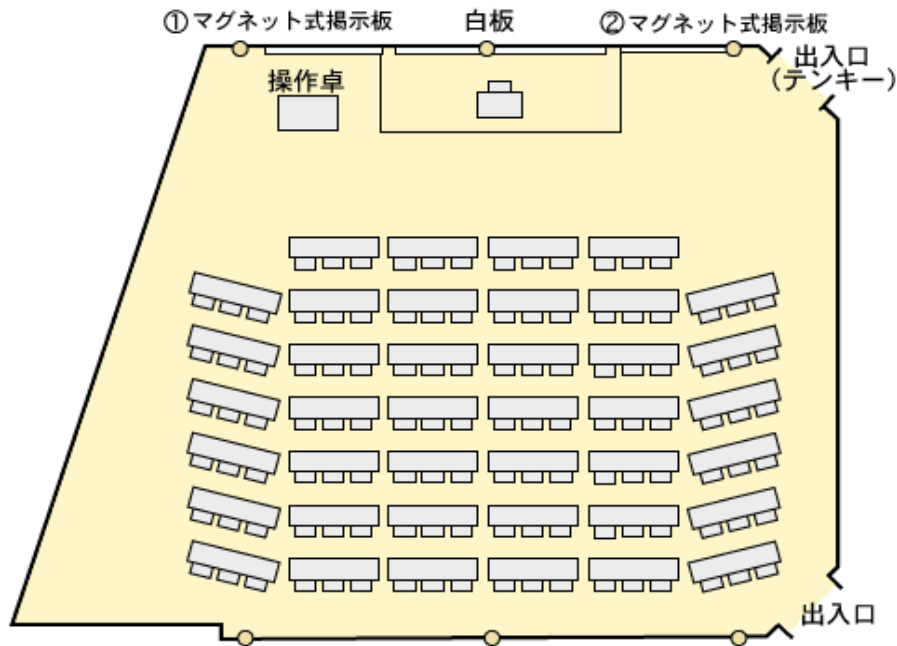 ①マグネット式掲示板
白板
②マグネット式掲示板
出入口
（テンキー）
操作卓
出入口